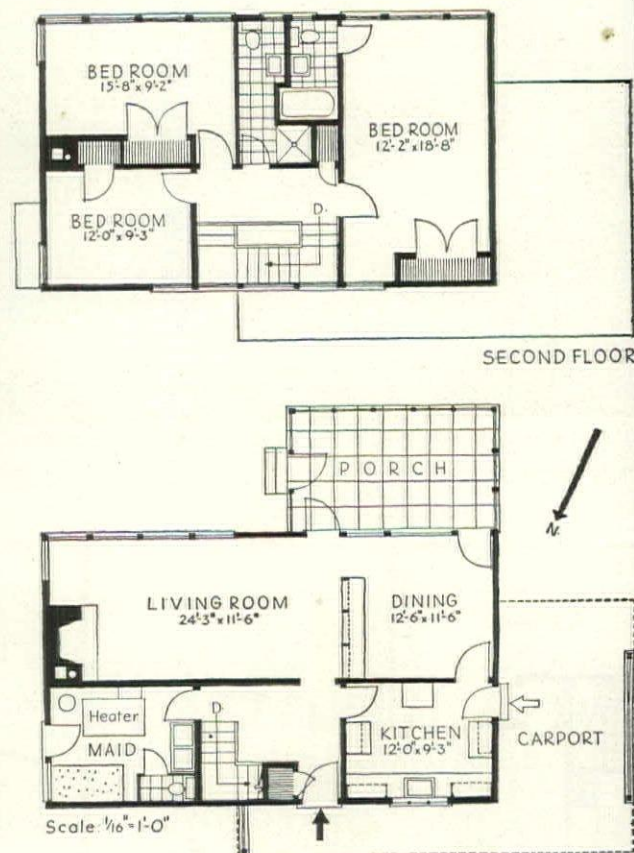 BED ROOM
15'-8" x 9'-2"
BED ROOM
12'-2" x 18'-8"
BED ROOM
12'-0" x 9'-3"
D.
SECOND FLOOR
PORCH
N.
LIVING ROOM
24'-3" x 11'-6"
DINING
12'-6" x 11'-6"
Heater
MAID
D.
KITCHEN
12'-0" x 9'-3"
CARPORT
Scale: 1/16" = 1'-0"